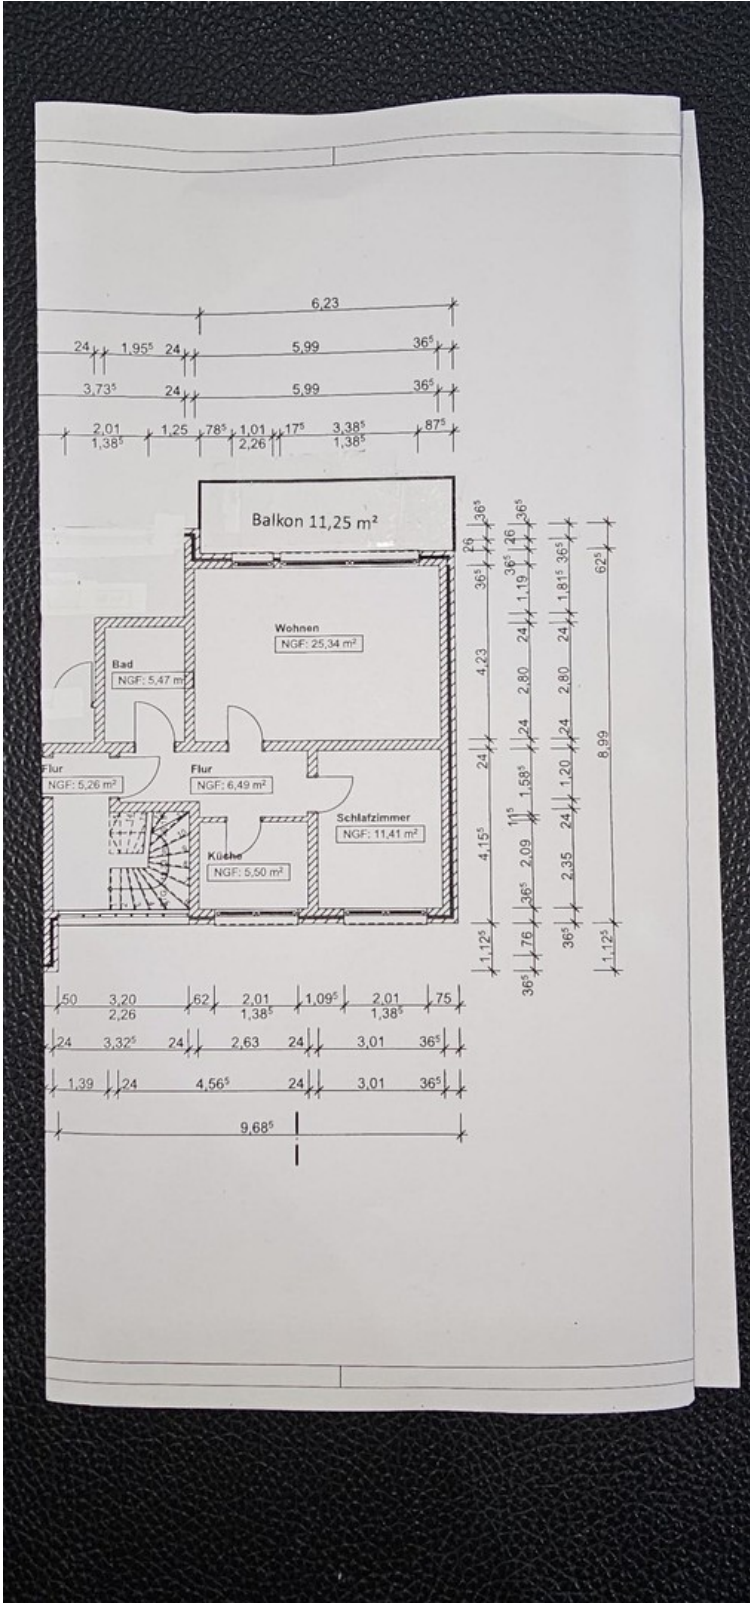 6,23
24 1,95⁵ 24 5,99 36⁵
3,73⁵ 24 5,99 36⁵
2,01 1,25 78⁵ 1,01 17⁵ 3,38⁵ 87⁵
1,38⁵ 2,26 1,38⁵
Balkon 11,25 m²
Wohnen
NGF: 25,34 m²
Bad
NGF: 5,47 m²
Flur
NGF: 5,26 m²
Flur
NGF: 6,49 m²
Schlafzimmer
NGF: 11,41 m²
Küche
NGF: 5,50 m²
36⁵ 26 36⁵ 4,23 24 4,15⁵ 1,12⁵
36⁵ 26 36⁵ 1,19 24 2,80 24 1,58⁵ 11⁵ 2,09 36⁵ 76 36⁵
36⁵ 1,81⁵ 24 2,80 24 1,20 24 2,35 36⁵
62⁵ 8,99 1,12⁵
50 3,20 62 2,01 1,09⁵ 2,01 75
2,26 1,38⁵ 1,38⁵
24 3,32⁵ 24 2,63 24 3,01 36⁵
1,39 24 4,56⁵ 24 3,01 36⁵
9,68⁵